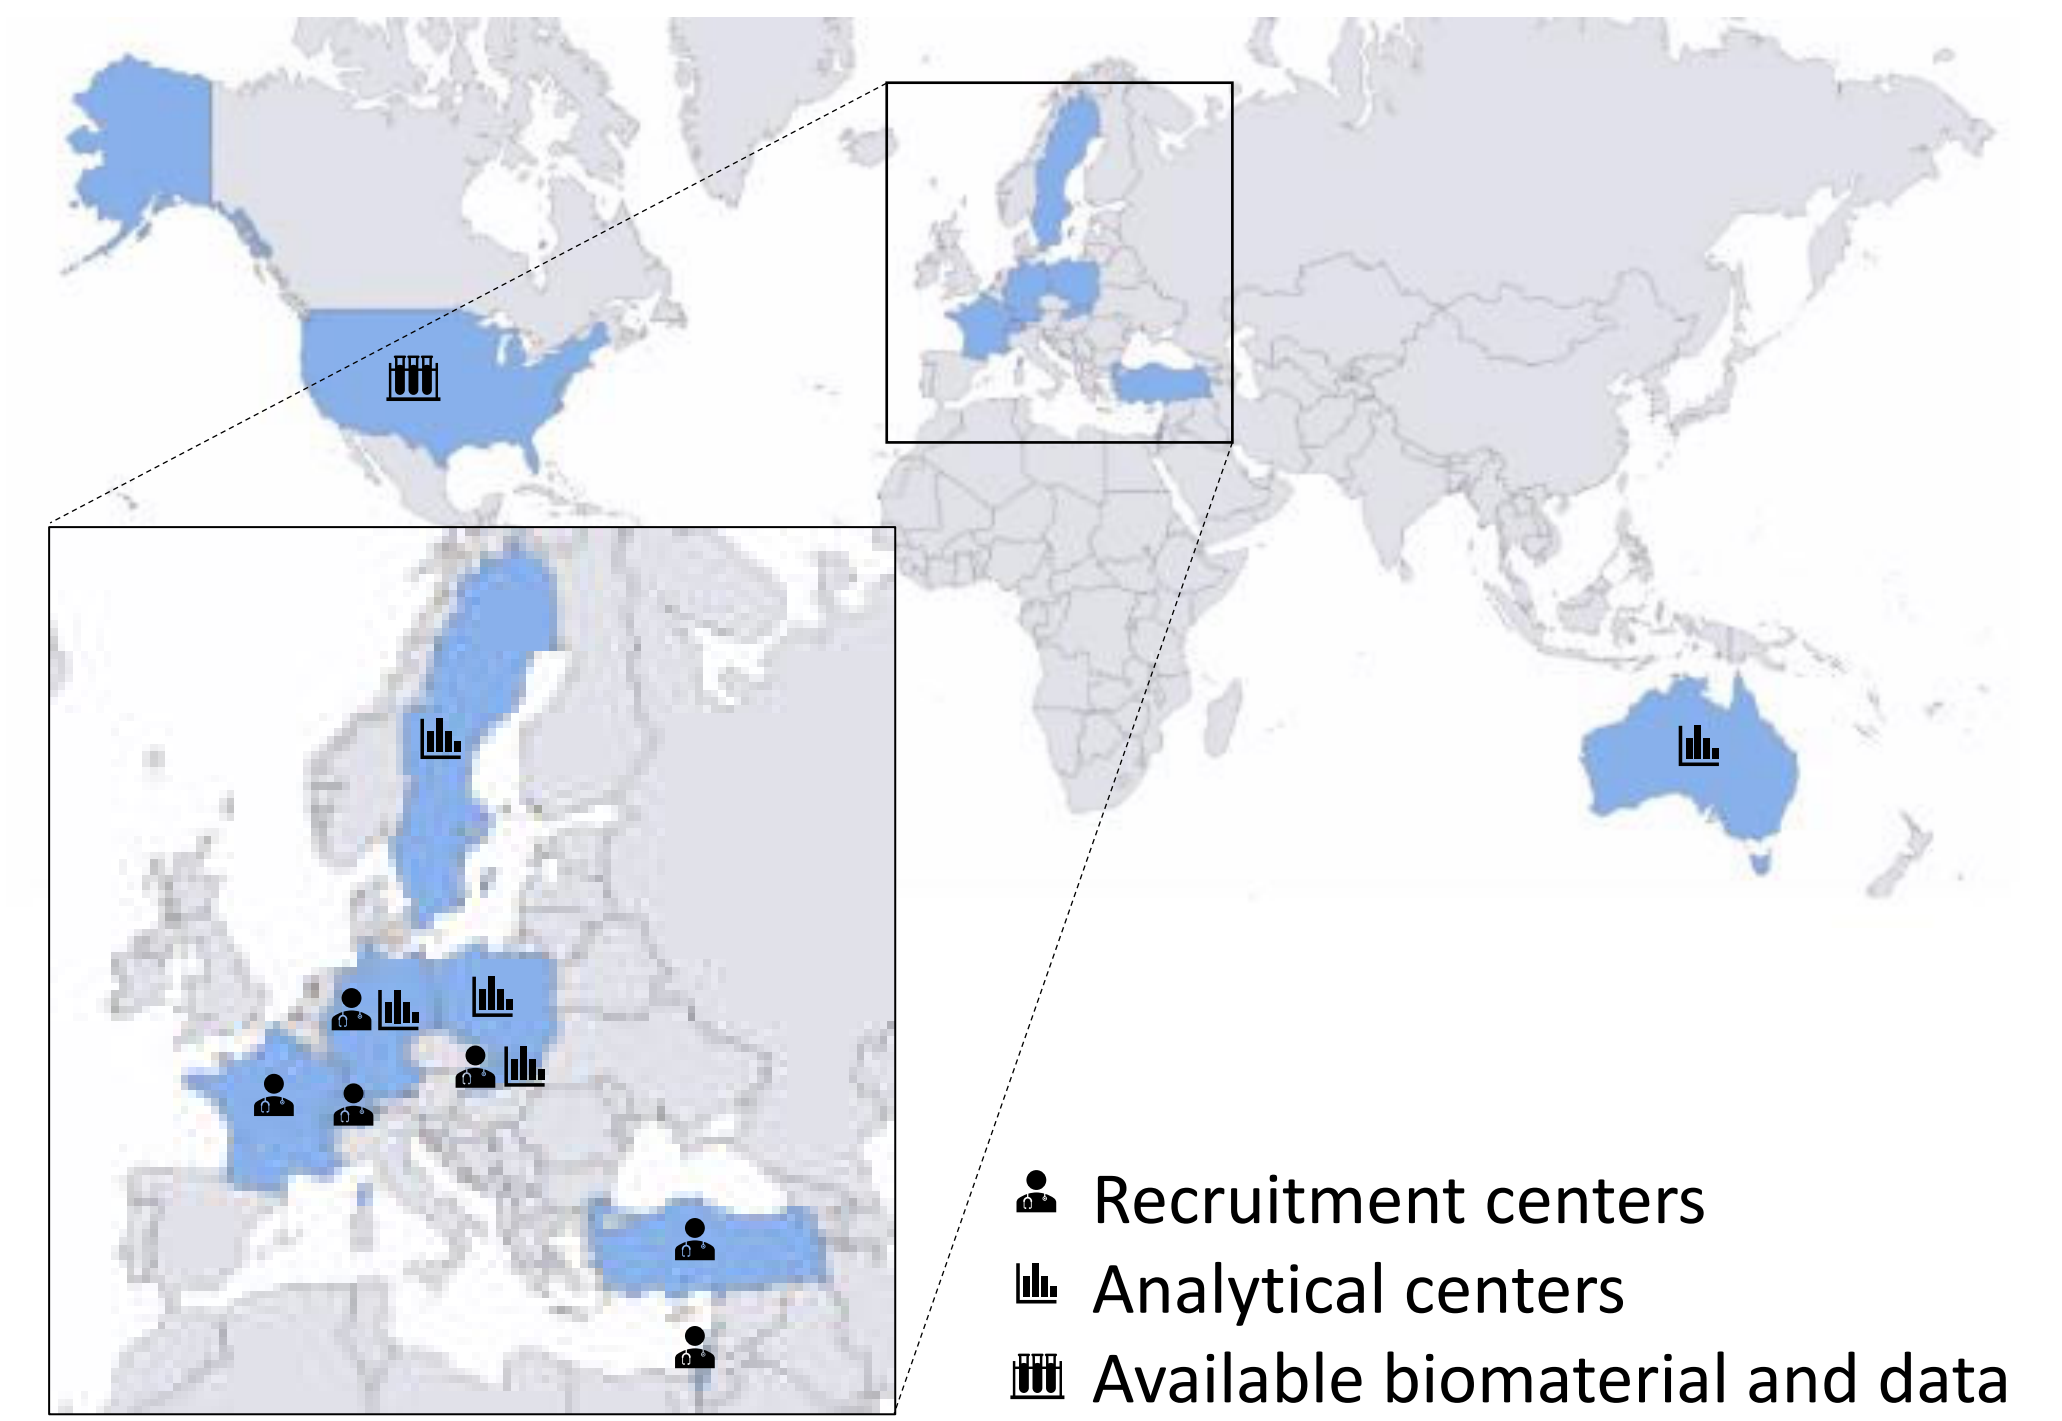 Recruitment centers
Analytical centers
Available biomaterial and data